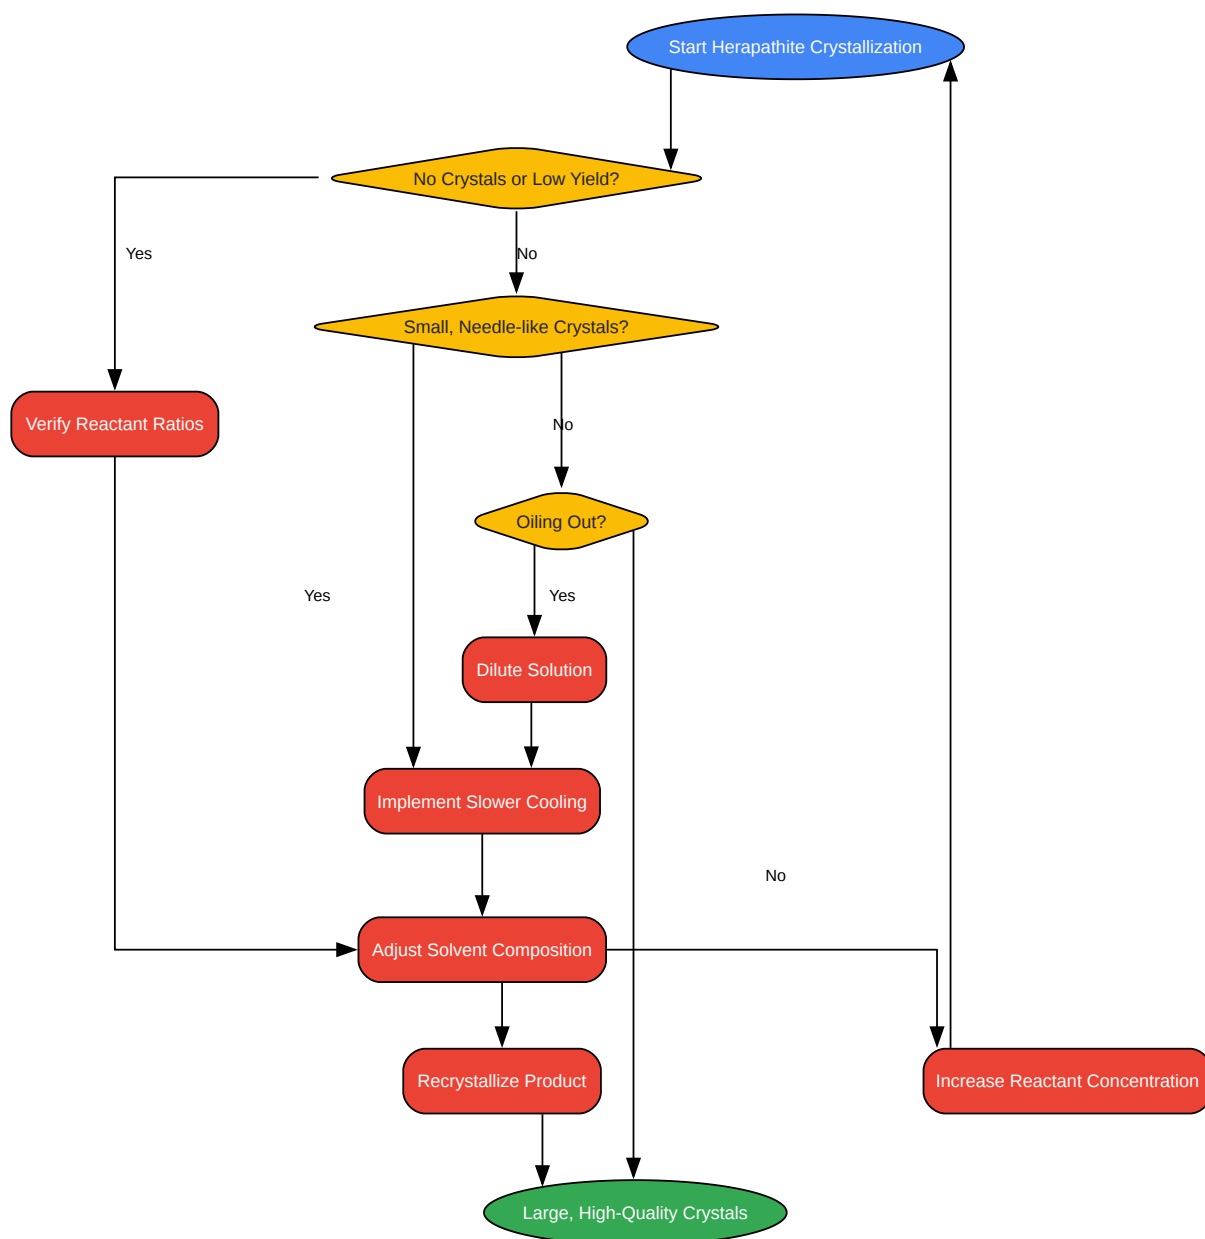 Start Herapathite Crystallization
No Crystals or Low Yield?
Yes
No
Small, Needle-like Crystals?
Verify Reactant Ratios
No
Oiling Out?
Yes
Yes
Dilute Solution
Implement Slower Cooling
No
Adjust Solvent Composition
Recrystallize Product
Increase Reactant Concentration
Large, High-Quality Crystals